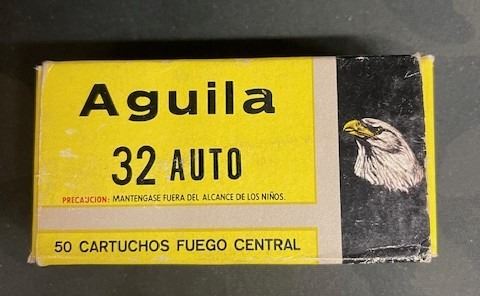 Aguila
32 AUTO
PRECAUCION: MANTENGASE FUERA DEL ALCANCE DE LOS NIÑOS.
50 CARTUCHOS FUEGO CENTRAL